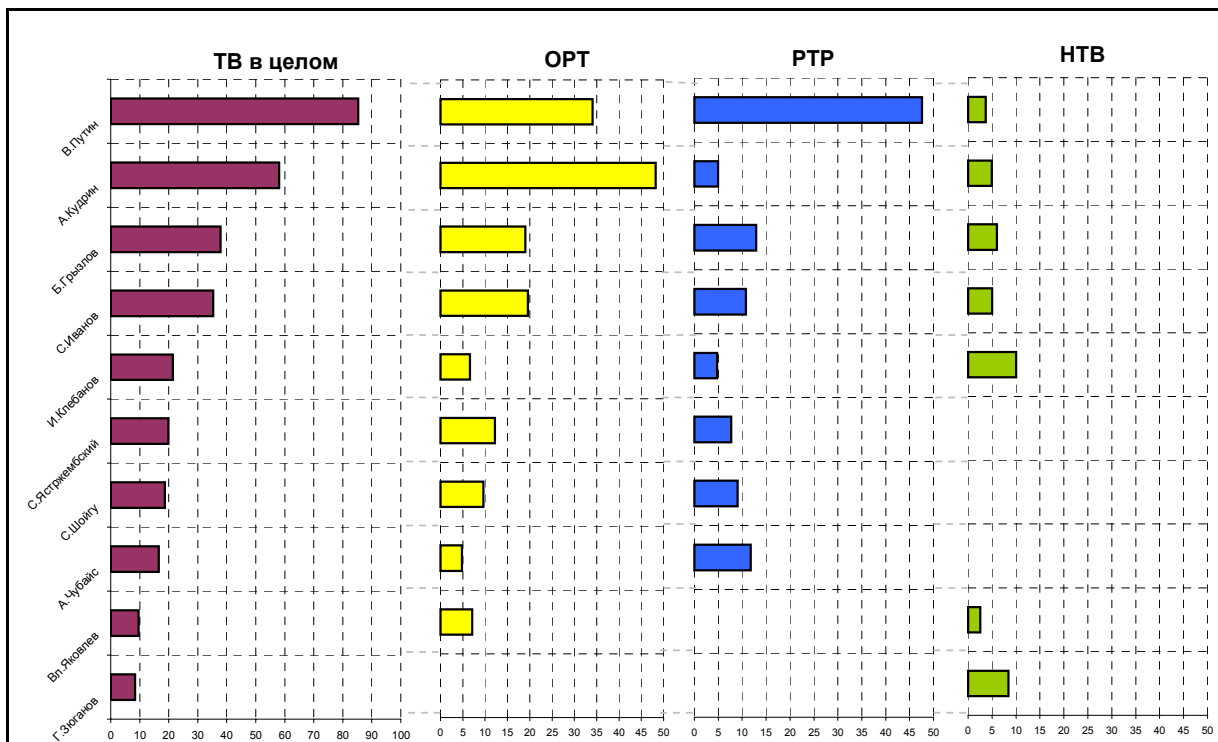 ТВ в целом
ОРТ
РТР
НТВ
В.Путин
А.Кудрин
Б.Грызлов
С.Иванов
И.Клебанов
С.Ястржембский
С.Шойгу
А.Чубайс
Вл.Яковлев
Г.Зюганов
0 10 20 30 40 50 60 70 80 90 100
0 5 10 15 20 25 30 35 40 45 50
0 5 10 15 20 25 30 35 40 45 50
0 5 10 15 20 25 30 35 40 45 50